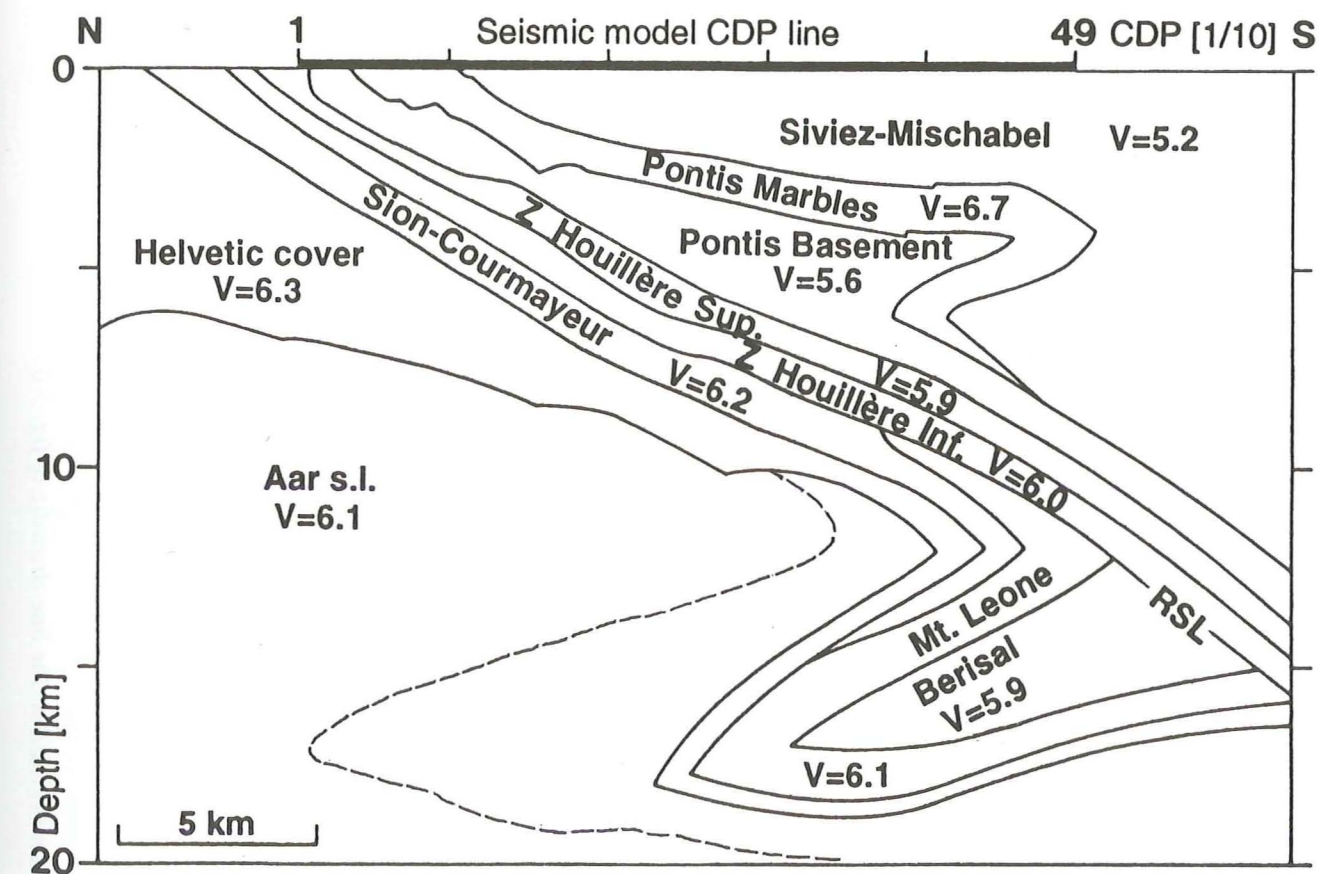 N
1
Seismic model CDP line
49 CDP [1/10] S
0
Siviez-Mischabel V=5.2
Pontis Marbles V=6.7
Pontis Basement
V=5.6
Helvetic cover
V=6.3
Sion-Courmayeur
V=6.2
Z Houillère Sup.
V=5.9
Z Houillère Inf. V=6.0
10
Aar s.l.
V=6.1
Mt. Leone
Berisal
V=5.9
RSL
V=6.1
Depth [km]
5 km
20